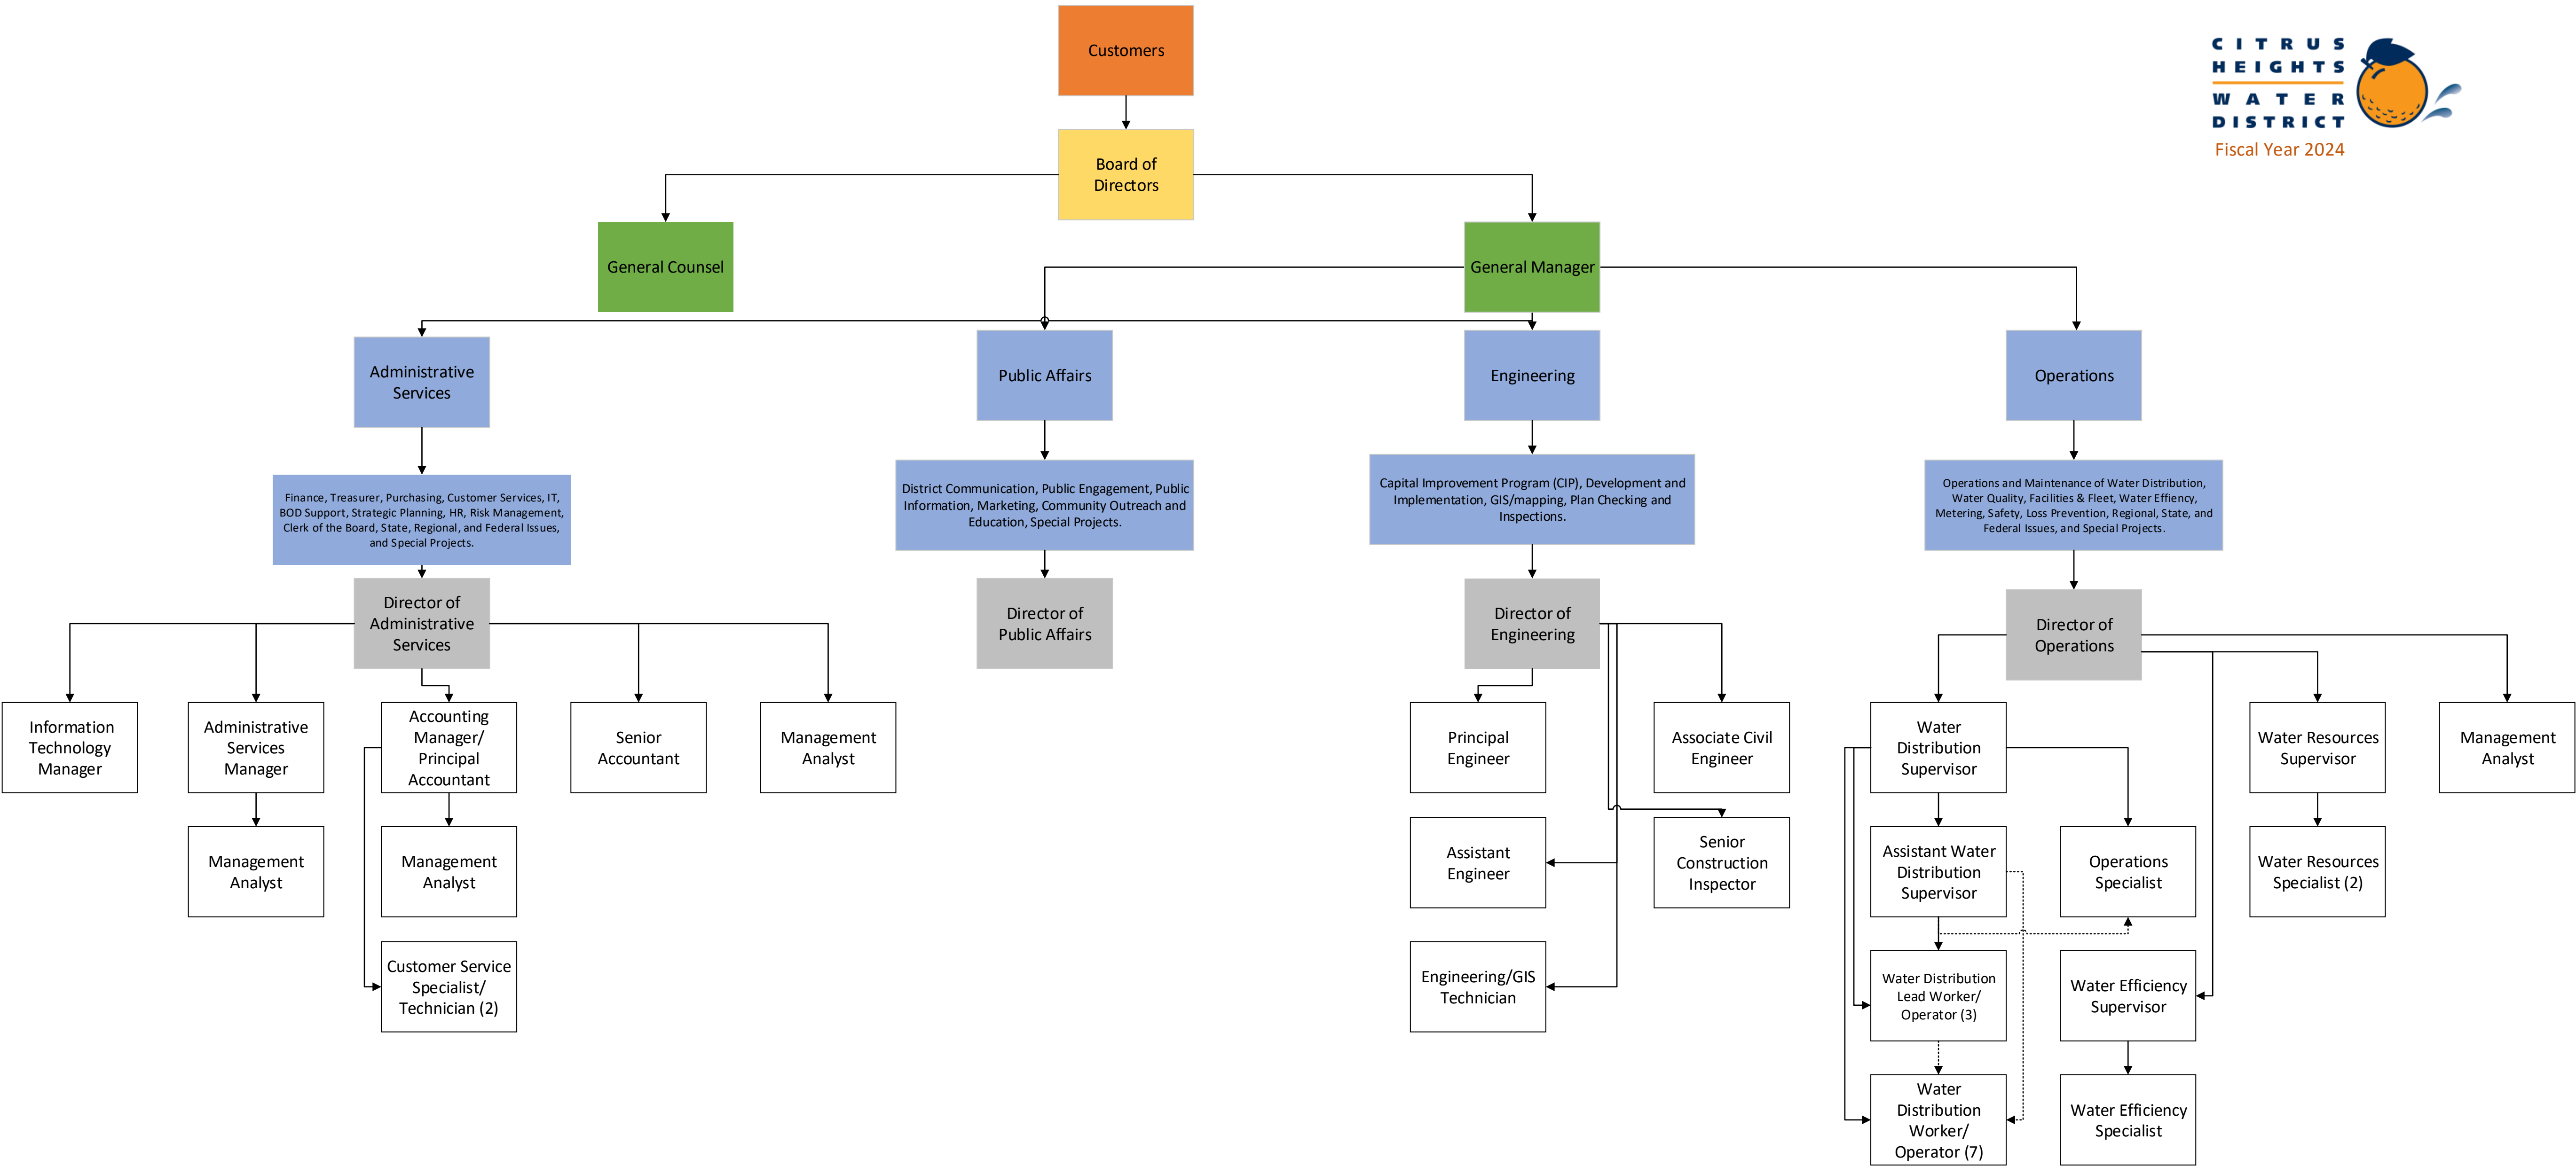 Customers
CITRUS
HEIGHTS
WATER
DISTRICT
Fiscal Year 2024
Board of
Directors
General Counsel
General Manager
Administrative
Services
Public Affairs
Engineering
Operations
Finance, Treasurer, Purchasing, Customer Services, IT,
BOD Support, Strategic Planning, HR, Risk Management,
Clerk of the Board, State, Regional, and Federal Issues,
and Special Projects.
District Communication, Public Engagement, Public
Information, Marketing, Community Outreach and
Education, Special Projects.
Capital Improvement Program (CIP), Development and
Implementation, GIS/mapping, Plan Checking and
Inspections.
Operations and Maintenance of Water Distribution,
Water Quality, Facilities & Fleet, Water Effiency,
Metering, Safety, Loss Prevention, Regional, State, and
Federal Issues, and Special Projects.
Director of
Administrative
Services
Director of
Public Affairs
Director of
Engineering
Director of
Operations
Information
Technology
Manager
Administrative
Services
Manager
Accounting
Manager/
Principal
Accountant
Senior
Accountant
Management
Analyst
Principal
Engineer
Associate Civil
Engineer
Water
Distribution
Supervisor
Water Resources
Supervisor
Management
Analyst
Management
Analyst
Management
Analyst
Assistant
Engineer
Senior
Construction
Inspector
Assistant Water
Distribution
Supervisor
Operations
Specialist
Water Resources
Specialist (2)
Customer Service
Specialist/
Technician (2)
Engineering/GIS
Technician
Water Distribution
Lead Worker/
Operator (3)
Water Efficiency
Supervisor
Water
Distribution
Worker/
Operator (7)
Water Efficiency
Specialist